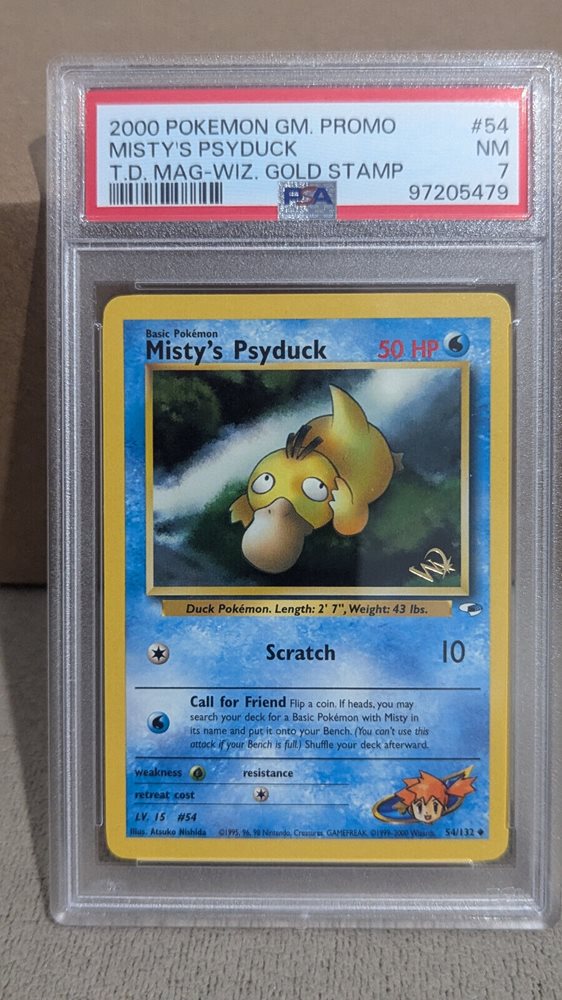 2000 POKEMON GM. PROMO #54
MISTY'S PSYDUCK NM
T.D. MAG-WIZ. GOLD STAMP 7
PSA 97205479
Basic Pokémon
Misty's Psyduck 50 HP
W
Duck Pokémon. Length: 2' 7", Weight: 43 lbs.
Scratch 10
Call for Friend Flip a coin. If heads, you may
search your deck for a Basic Pokémon with Misty in
its name and put it onto your Bench. (You can't use this
attack if your Bench is full.) Shuffle your deck afterward.
weakness resistance
retreat cost
LV. 15 #54
Illus. Atsuko Nishida ©1995, 96, 98 Nintendo, Creatures, GAMEFREAK. ©1999-2000 Wizards. 54/132